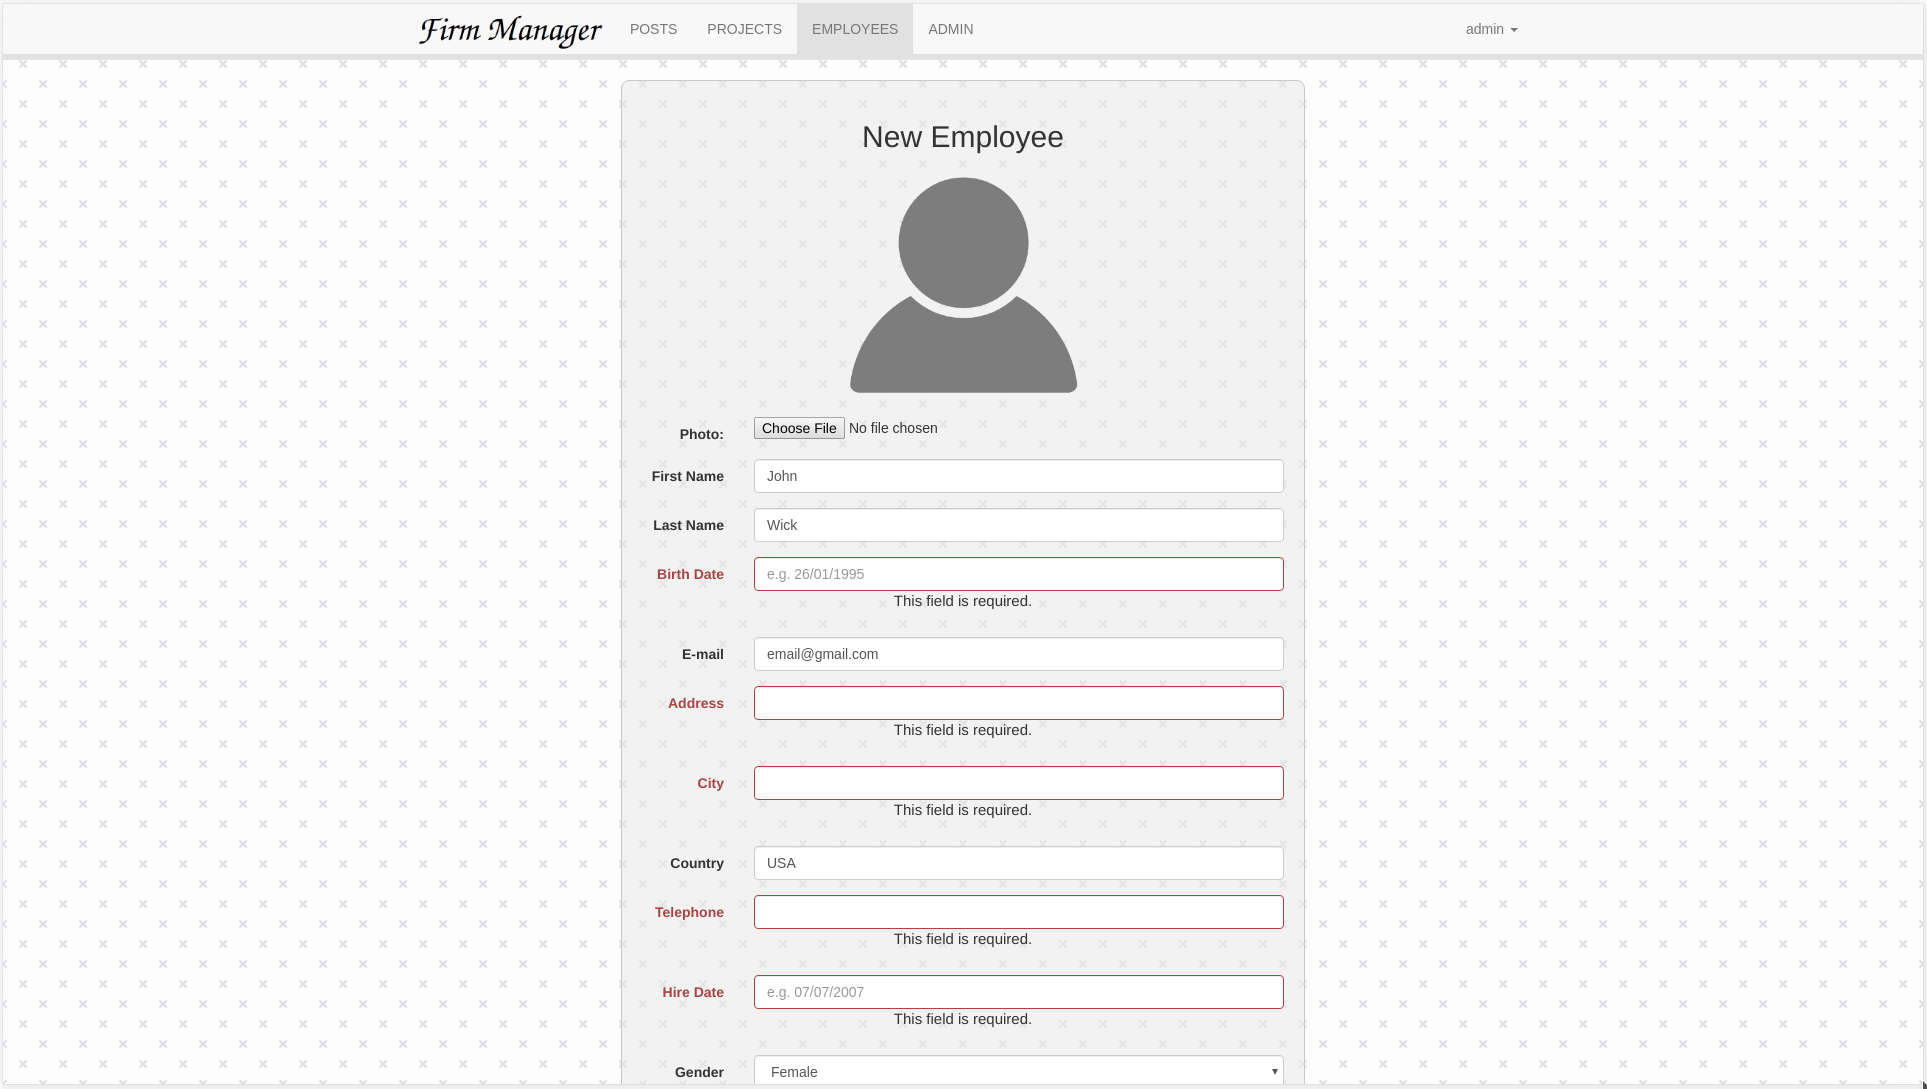 Firm Manager POSTS PROJECTS EMPLOYEES ADMIN admin
New Employee
Photo: Choose File No file chosen
First Name John
Last Name Wick
Birth Date e.g. 26/01/1995
This field is required.
E-mail email@gmail.com
Address
This field is required.
City
This field is required.
Country USA
Telephone
This field is required.
Hire Date e.g. 07/07/2007
This field is required.
Gender Female